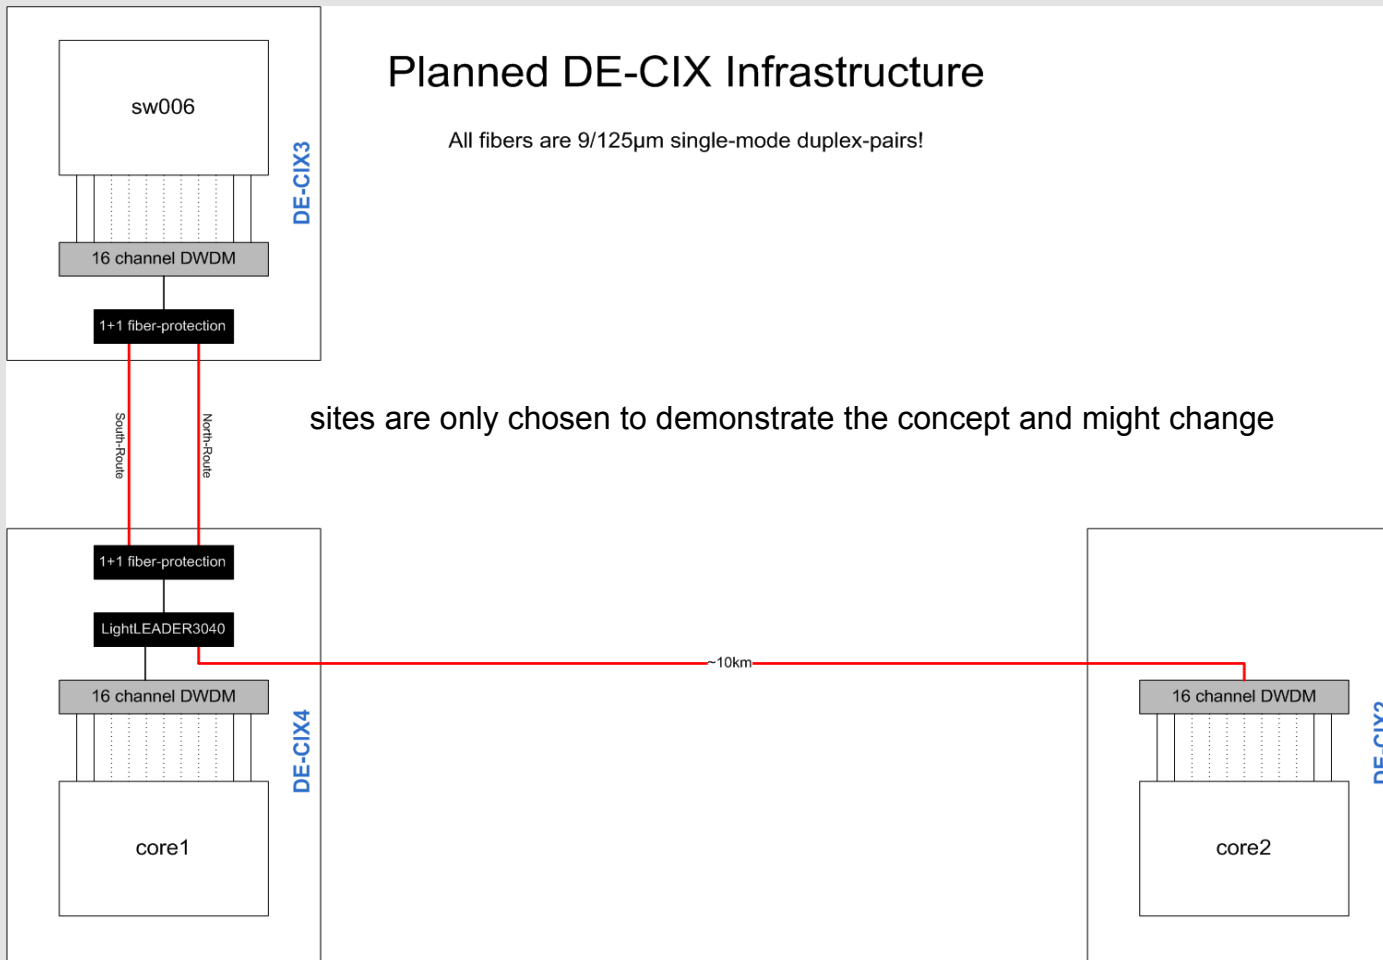 Planned DE-CIX Infrastructure
All fibers are 9/125µm single-mode duplex-pairs!
sw006
DE-CIX3
16 channel DWDM
1+1 fiber-protection
South-Route
North-Route
sites are only chosen to demonstrate the concept and might change
1+1 fiber-protection
LightLEADER3040
~10km
16 channel DWDM
DE-CIX4
core1
16 channel DWDM
DE-CIX2
core2